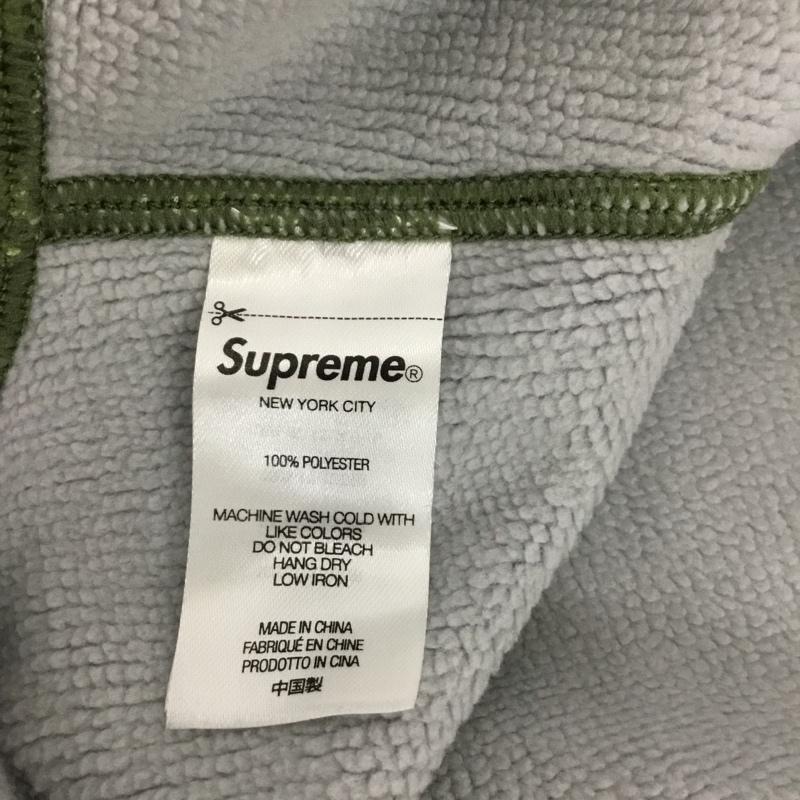 Supreme®
NEW YORK CITY
100% POLYESTER
MACHINE WASH COLD WITH
LIKE COLORS
DO NOT BLEACH
HANG DRY
LOW IRON
MADE IN CHINA
FABRIQUÉ EN CHINE
PRODOTTO IN CINA
中国製